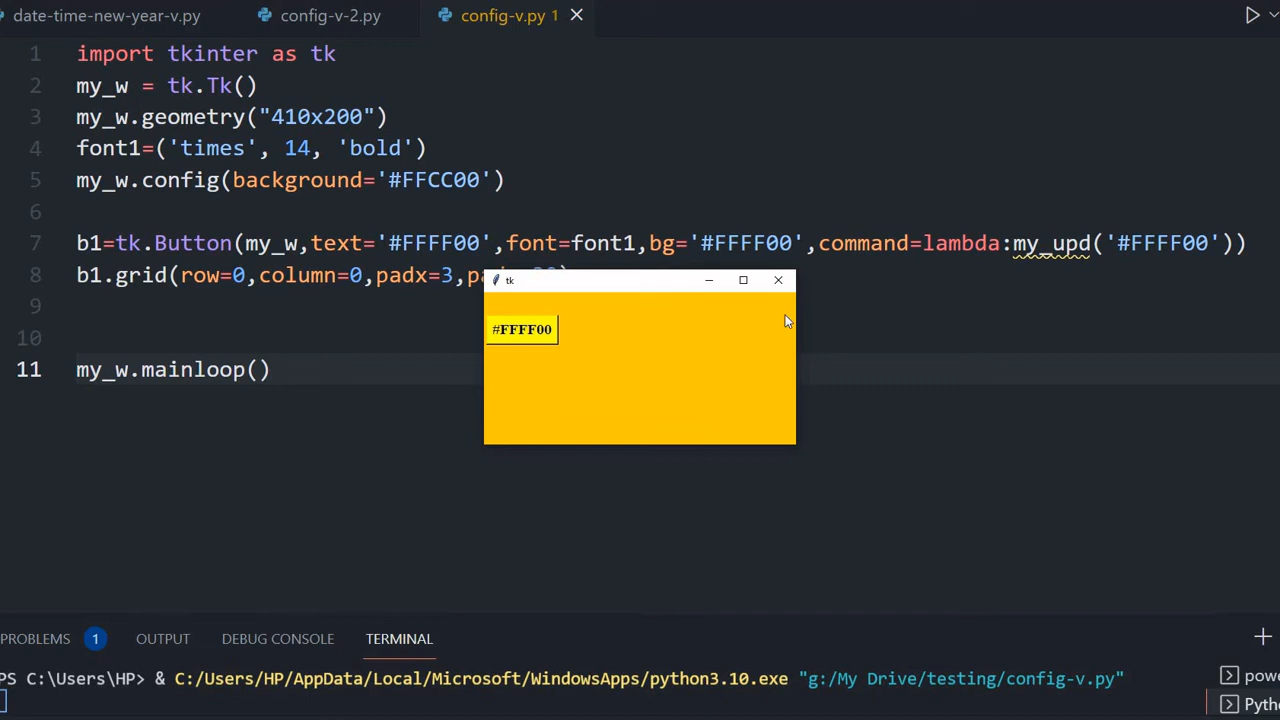 date-time-new-year-v.py config-v-2.py config-v.py 1
1 import tkinter as tk
2 my_w = tk.Tk()
3 my_w.geometry("410x200")
4 font1=('times', 14, 'bold')
5 my_w.config(background='#FFCC00')
6
7 b1=tk.Button(my_w,text='#FFFF00',font=font1,bg='#FFFF00',command=lambda:my_upd('#FFFF00'))
8 b1.grid(row=0,column=0,padx=3,pa
9
10
11 my_w.mainloop()
tk
#FFFF00
PROBLEMS 1 OUTPUT DEBUG CONSOLE TERMINAL
PS C:\Users\HP> & C:/Users/HP/AppData/Local/Microsoft/WindowsApps/python3.10.exe "g:/My Drive/testing/config-v.py"
powe
Pytho